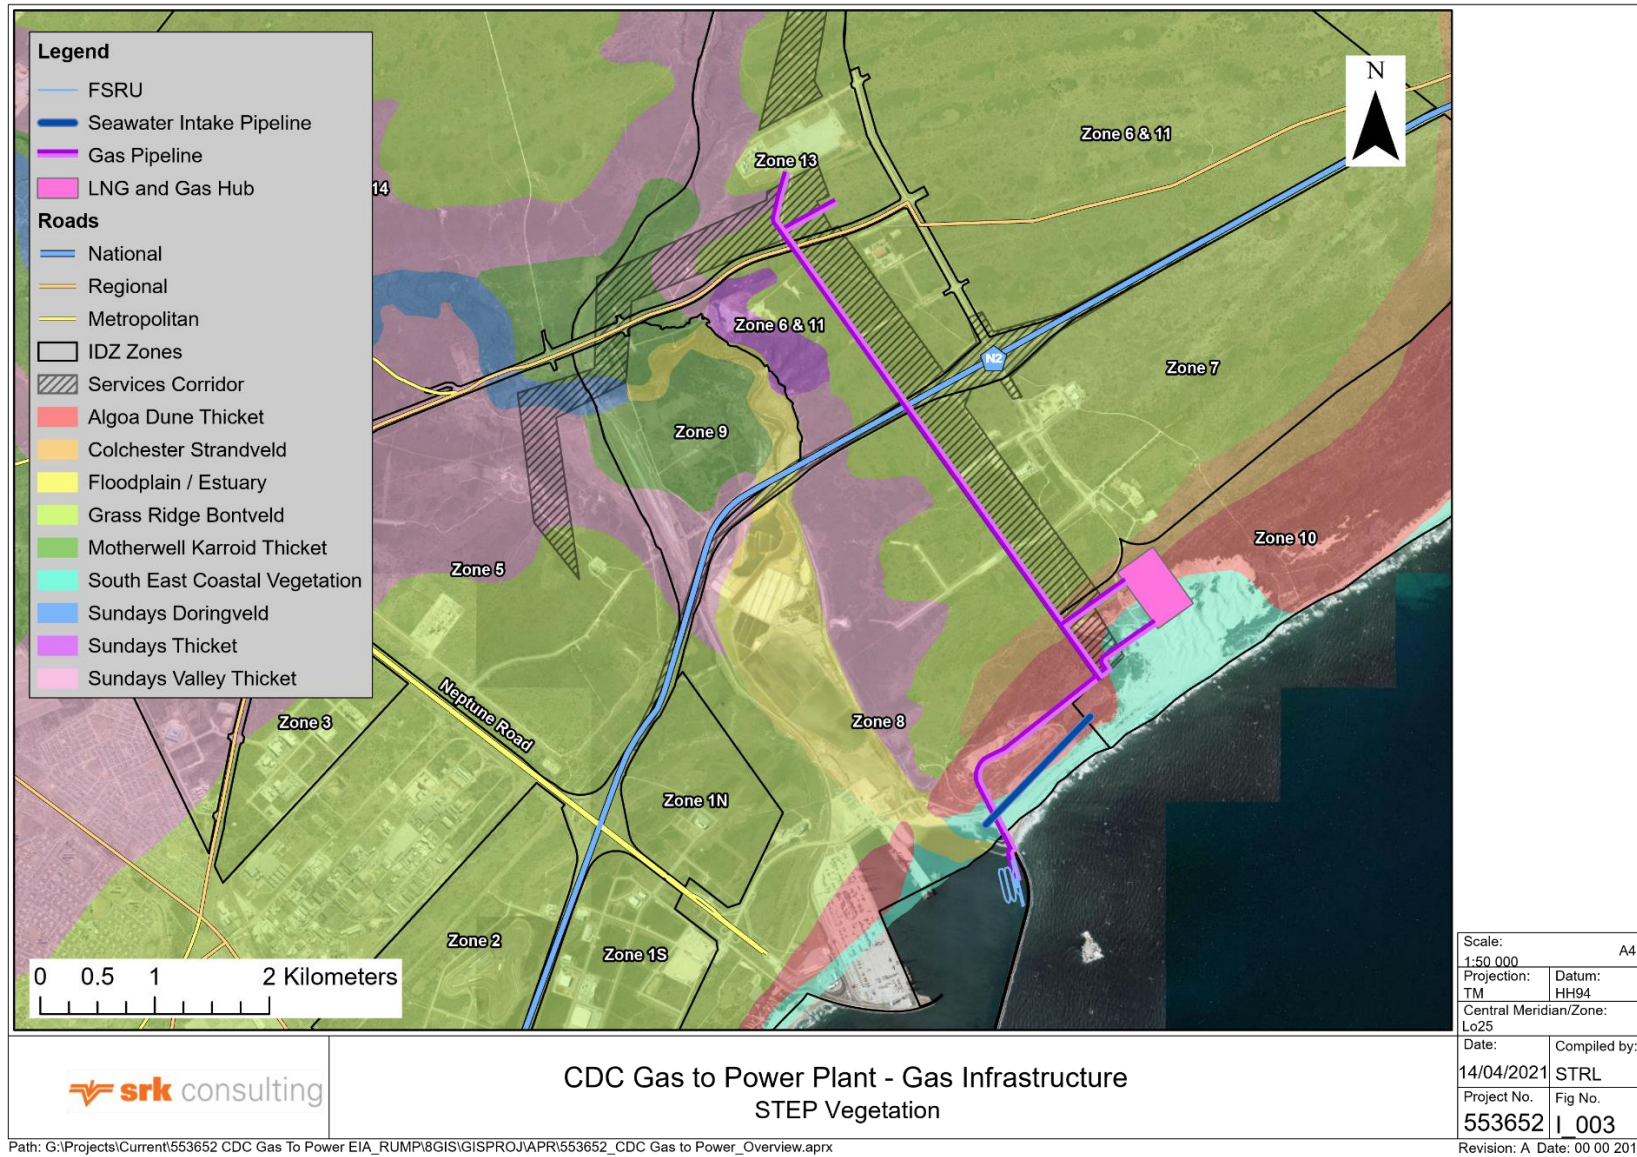 Legend
FSRU
Seawater Intake Pipeline
Gas Pipeline
LNG and Gas Hub
Roads
National
Regional
Metropolitan
IDZ Zones
Services Corridor
Algoa Dune Thicket
Colchester Strandveld
Floodplain / Estuary
Grass Ridge Bontveld
Motherwell Karroid Thicket
South East Coastal Vegetation
Sundays Doringveld
Sundays Thicket
Sundays Valley Thicket
N
Zone 6 & 11
Zone 13
14
Zone 6 & 11
N2
Zone 7
Zone 9
Zone 10
Zone 5
Neptune Road
Zone 3
Zone 8
Zone 1N
Zone 2
Zone 1S
0 0.5 1 2 Kilometers
Scale: A4
1:50 000
Projection: Datum:
TM HH94
Central Meridian/Zone:
Lo25
Date: Compiled by:
14/04/2021 STRL
Project No. Fig No.
553652 I_003
srk consulting
CDC Gas to Power Plant - Gas Infrastructure
STEP Vegetation
Path: G:\Projects\Current\553652 CDC Gas To Power EIA_RUMP\8GIS\GISPROJ\APR\553652_CDC Gas to Power_Overview.aprx
Revision: A Date: 00 00 201